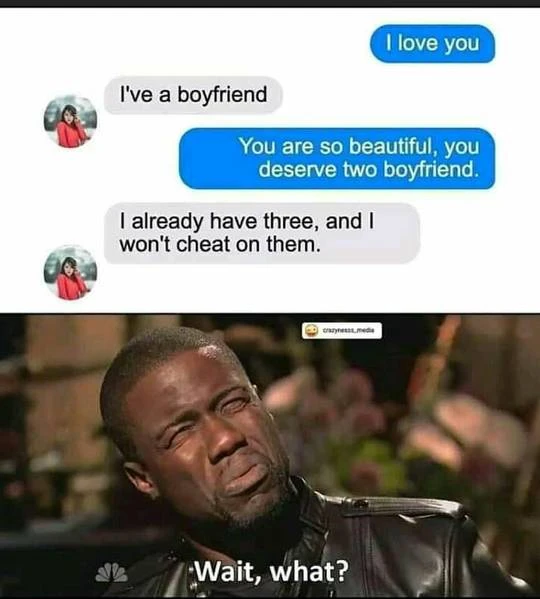 I love you
I've a boyfriend
You are so beautiful, you
deserve two boyfriend.
I already have three, and I
won't cheat on them.
crazynesss_media
Wait, what?